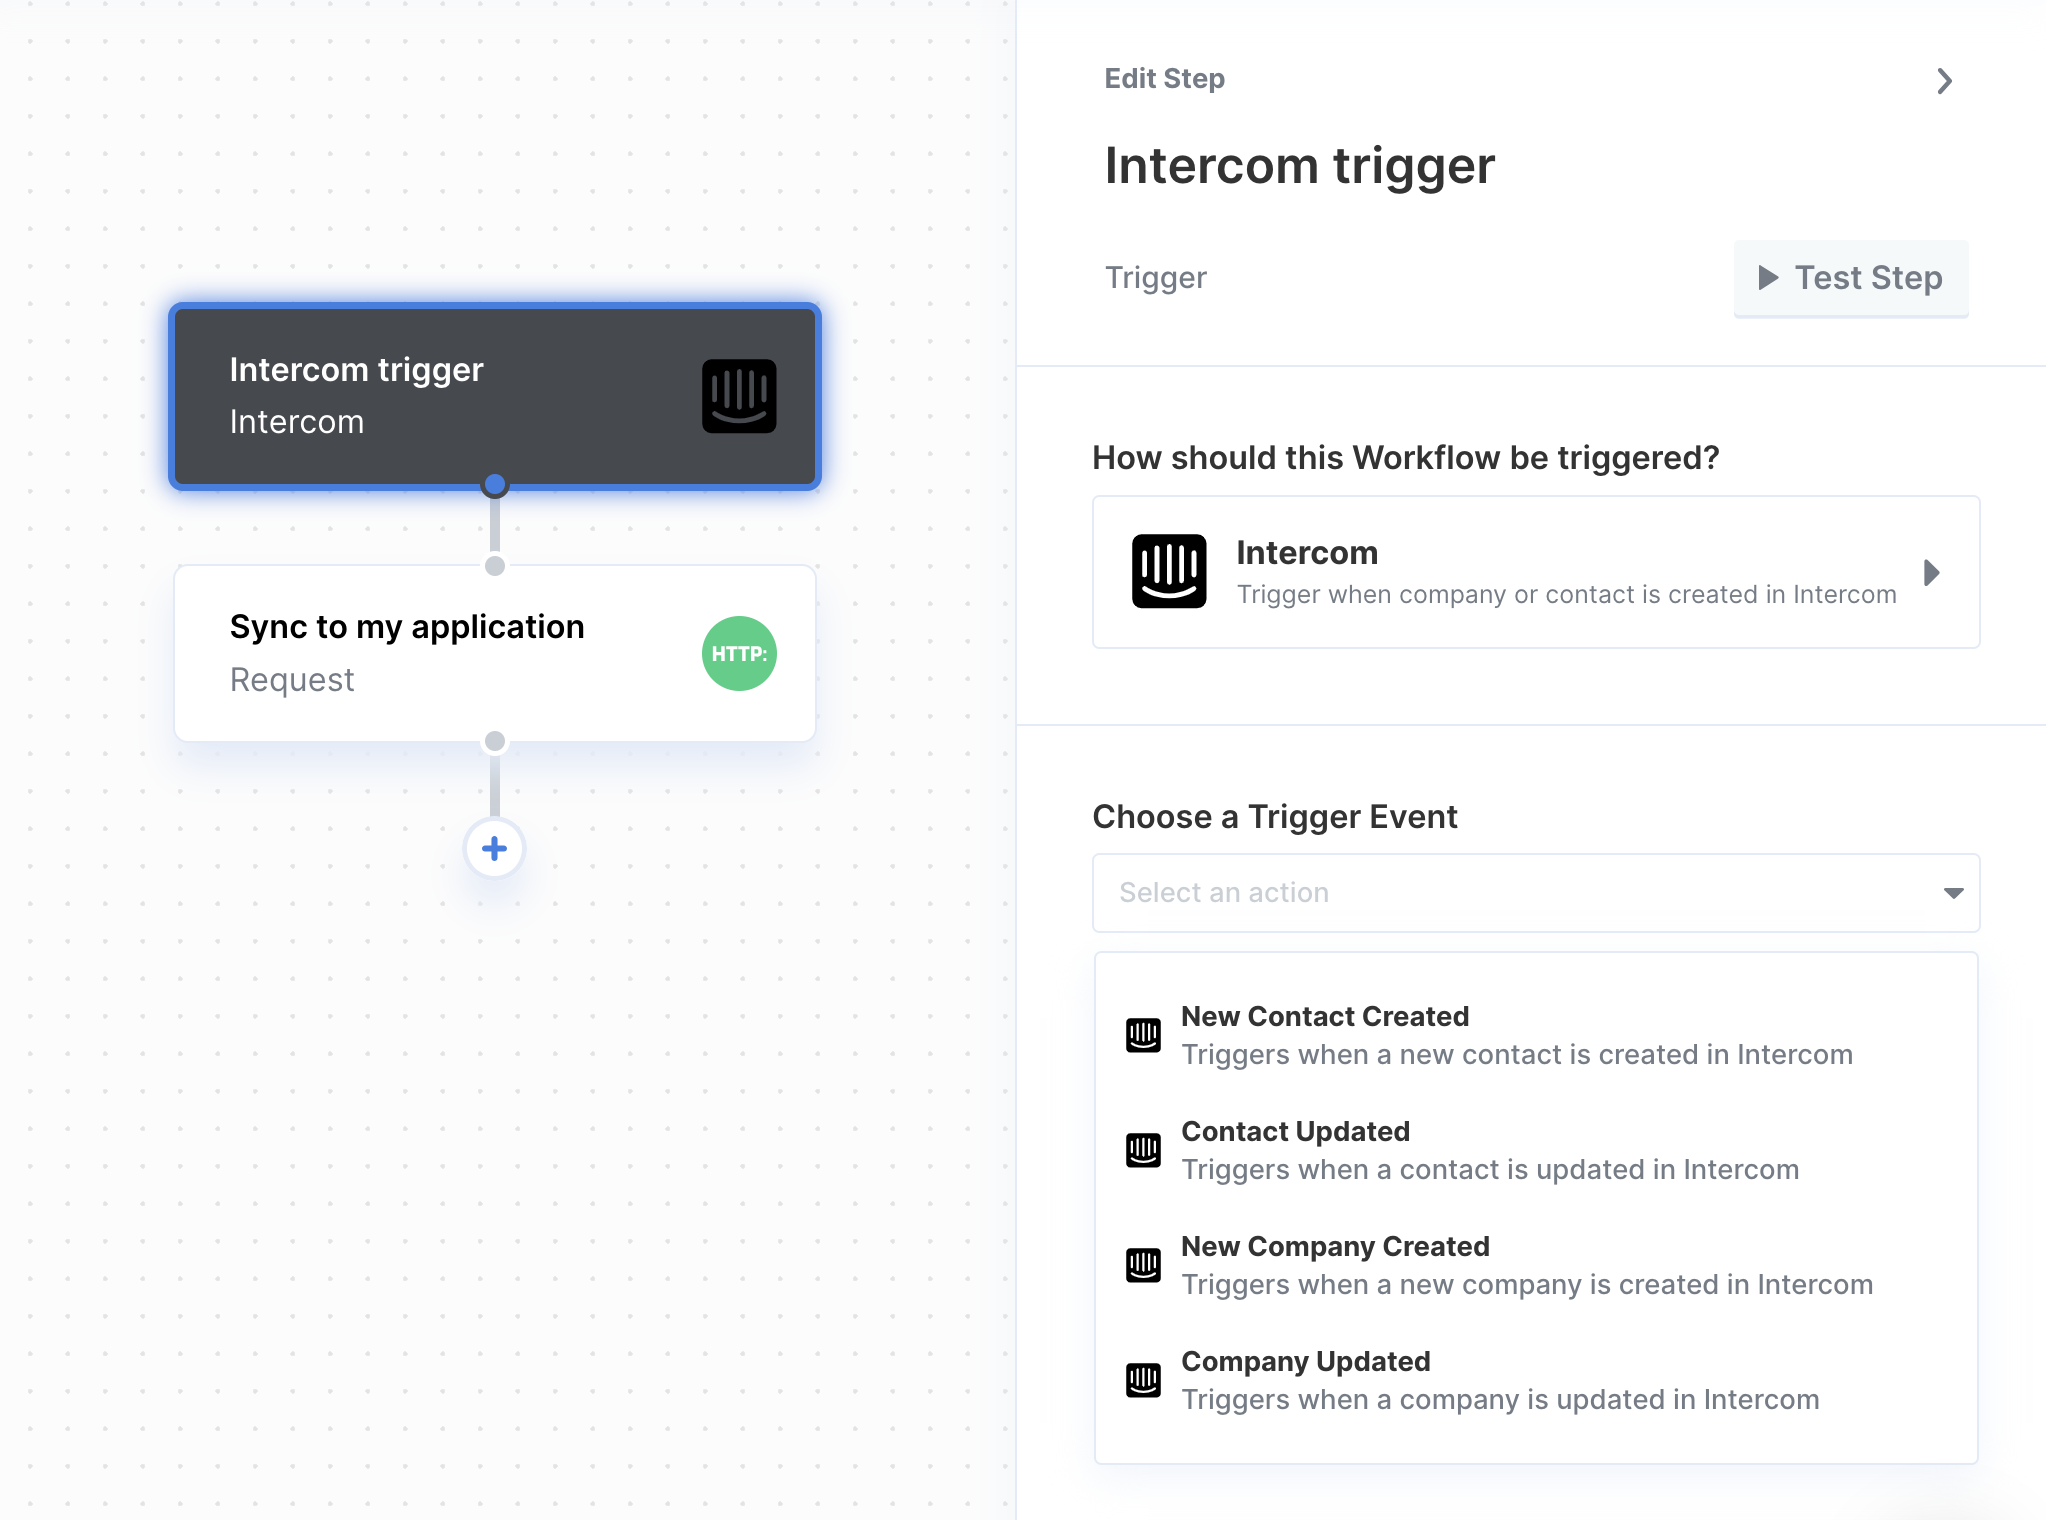 Intercom trigger
Intercom
Sync to my application
Request
HTTP:
Edit Step
Intercom trigger
Trigger
Test Step
How should this Workflow be triggered?
Intercom
Trigger when company or contact is created in Intercom
Choose a Trigger Event
Select an action
New Contact Created
Triggers when a new contact is created in Intercom
Contact Updated
Triggers when a contact is updated in Intercom
New Company Created
Triggers when a new company is created in Intercom
Company Updated
Triggers when a company is updated in Intercom